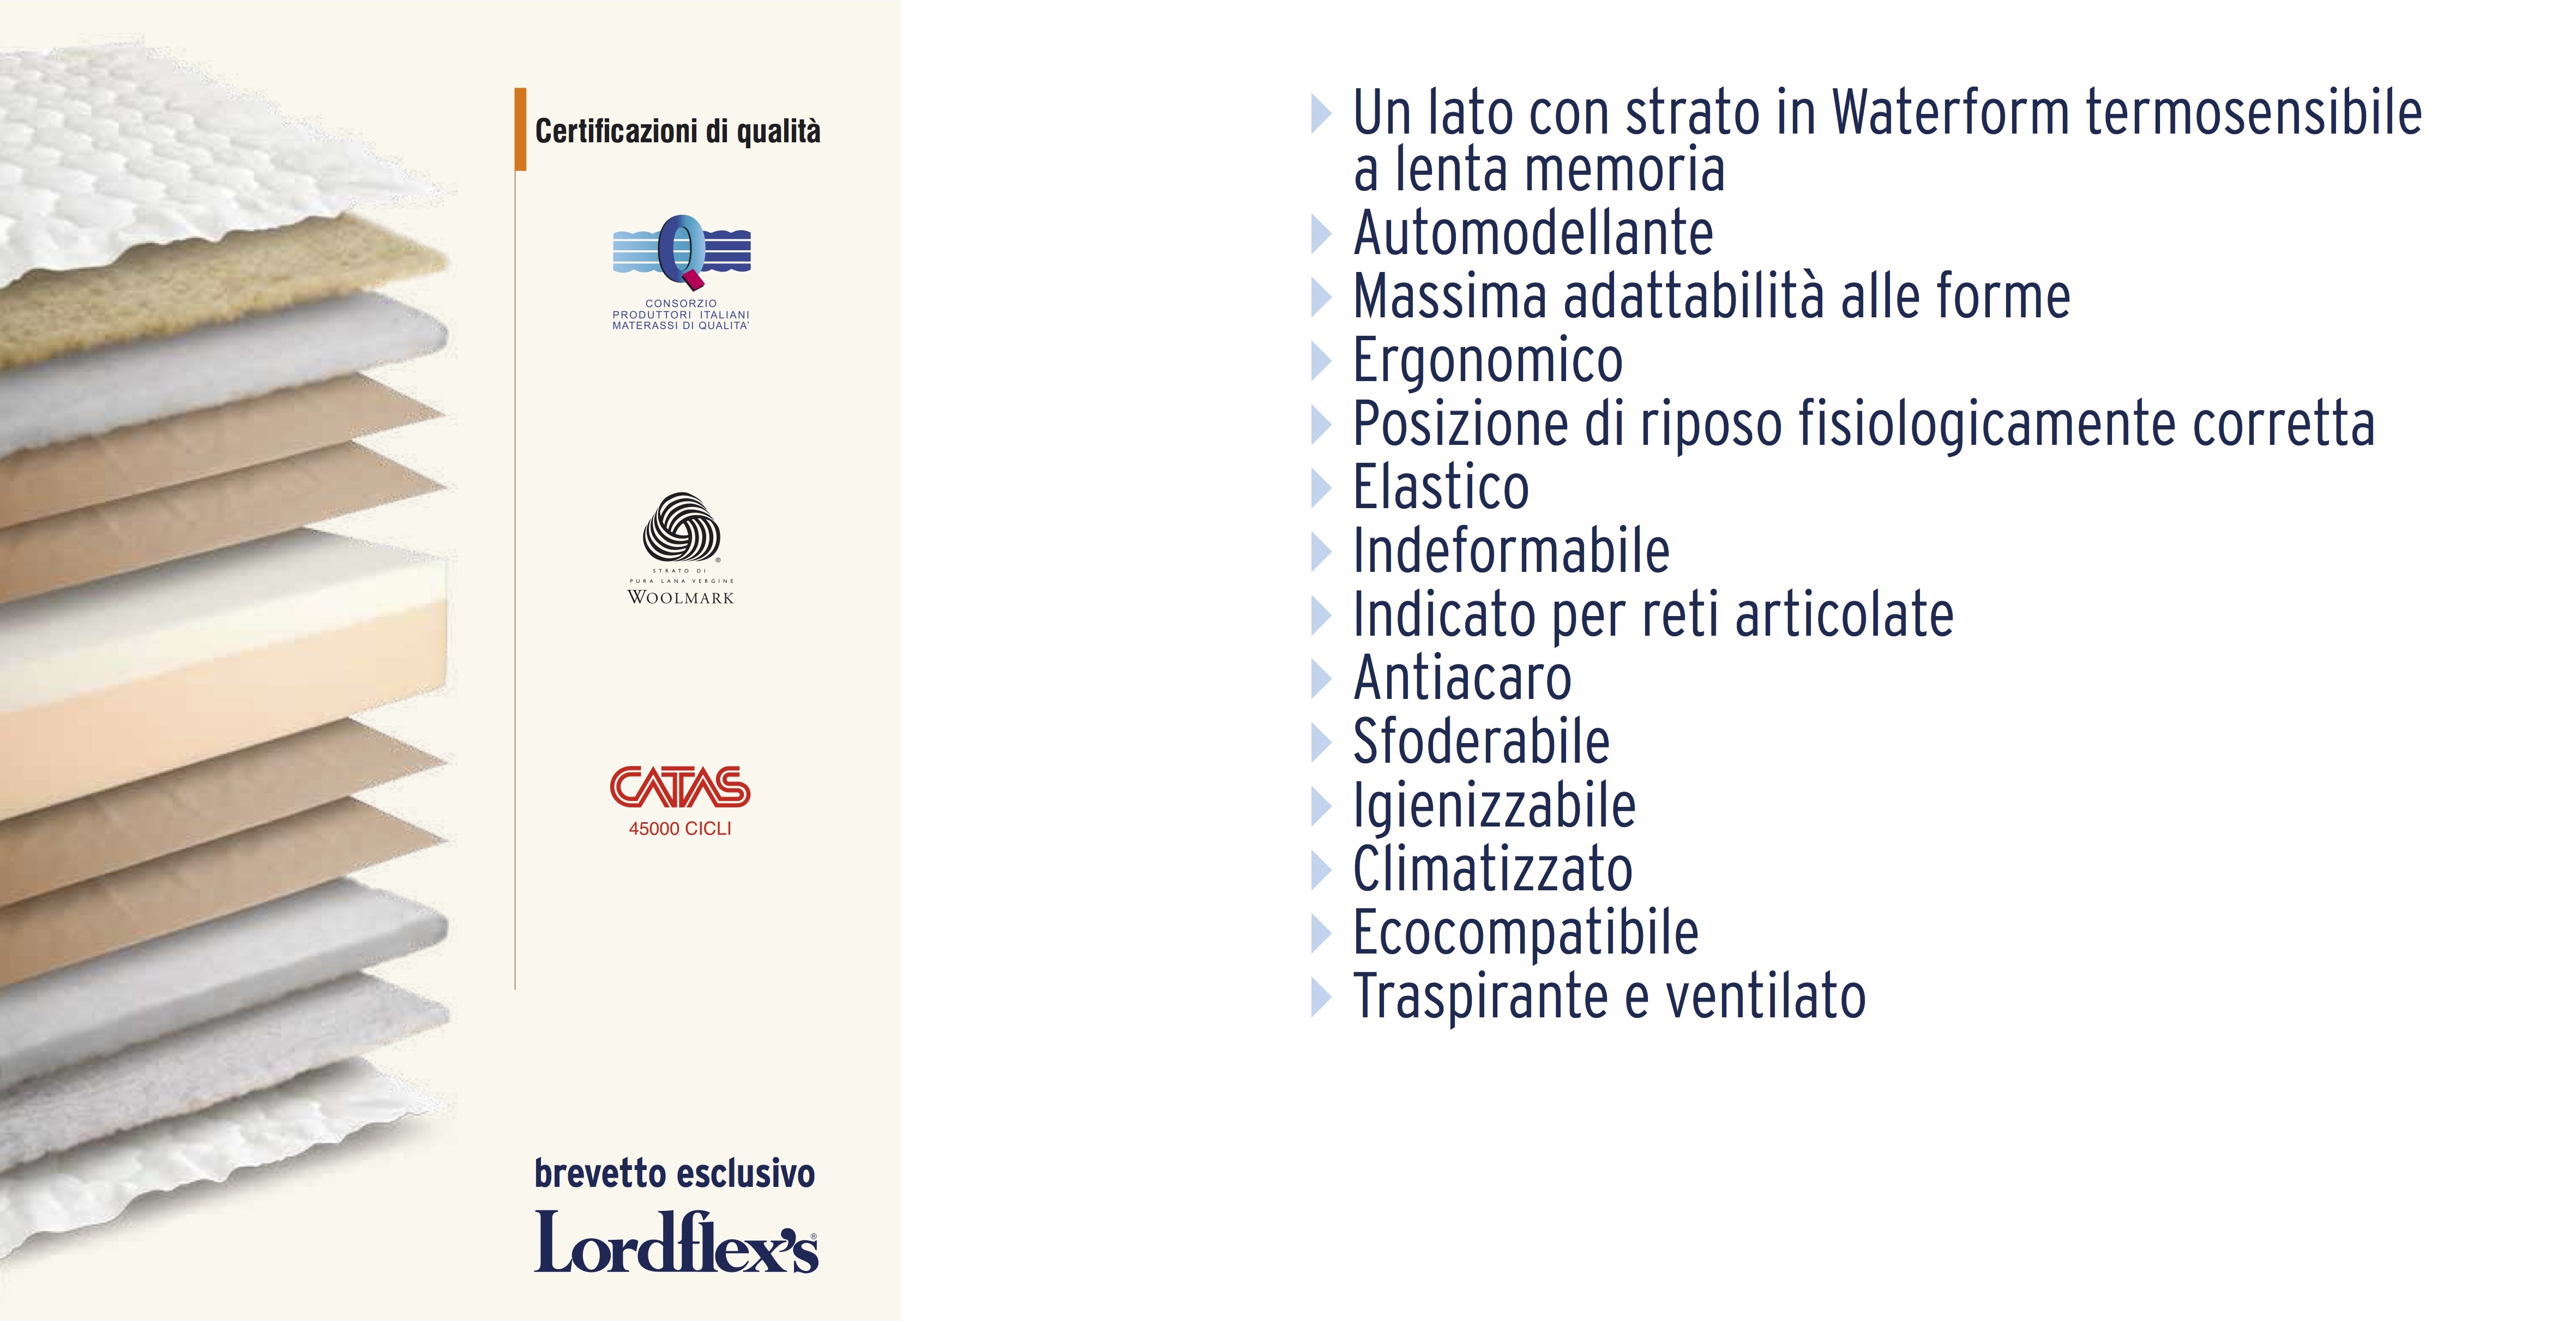 Certificazioni di qualità
Q
CONSORZIO
PRODUTTORI ITALIANI
MATERASSI DI QUALITA'
STRATO DI
PURA LANA VERGINE
WOOLMARK
CATAS
45000 CICLI
brevetto esclusivo
Lordflex's®
Un lato con strato in Waterform termosensibile
a lenta memoria
Automodellante
Massima adattabilità alle forme
Ergonomico
Posizione di riposo fisiologicamente corretta
Elastico
Indeformabile
Indicato per reti articolate
Antiacaro
Sfoderabile
Igienizzabile
Climatizzato
Ecocompatibile
Traspirante e ventilato